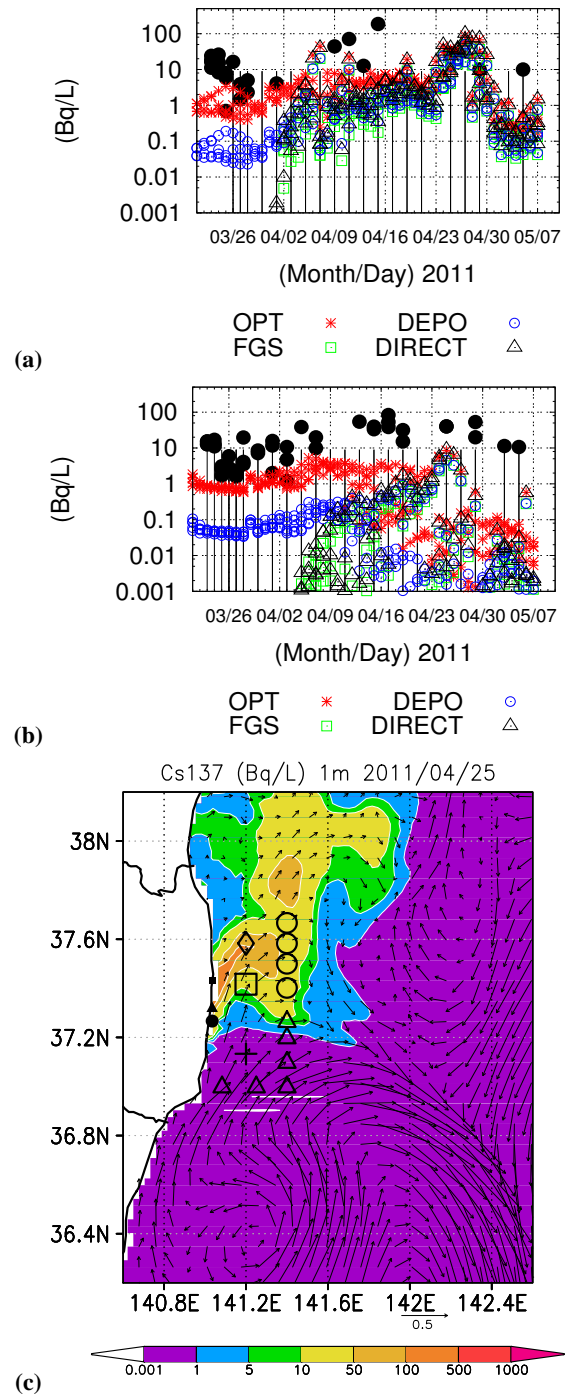 100
10
1
0.1
0.01
0.001
(Bq/L)
03/26 04/02 04/09 04/16 04/23 04/30 05/07
(Month/Day) 2011
OPT DEPO
FGS DIRECT
(a)
100
10
1
0.1
0.01
0.001
(Bq/L)
03/26 04/02 04/09 04/16 04/23 04/30 05/07
(Month/Day) 2011
OPT DEPO
FGS DIRECT
(b)
Cs137 (Bq/L) 1m 2011/04/25
38N
37.6N
37.2N
36.8N
36.4N
140.8E 141.2E 141.6E 142E 142.4E
0.5
0.001 1 5 10 50 100 500 1000
(c)